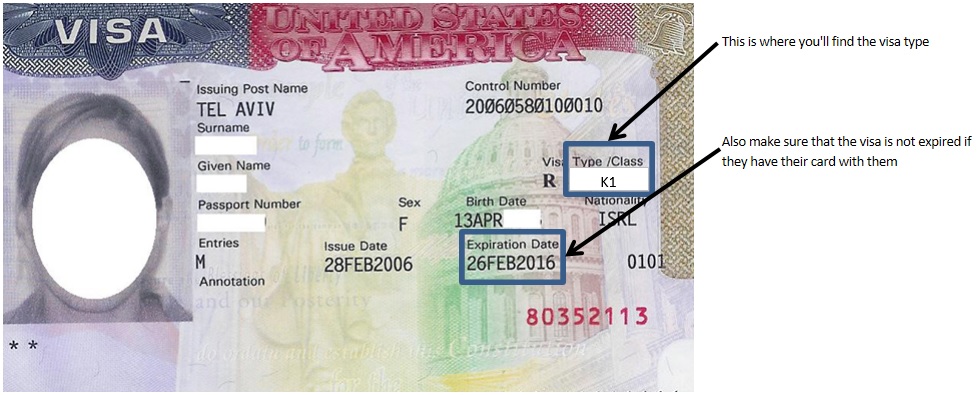 VISA
UNITED STATES
OF AMERICA
This is where you'll find the visa type
Issuing Post Name
Control Number
TEL AVIV
20060580100010
Surname
Also make sure that the visa is not expired if
they have their card with them
Given Name
Visa Type /Class
R K1
Passport Number
Sex
Birth Date
Nationality
F
13APR
ISRL
Entries
Issue Date
Expiration Date
M
28FEB2006
26FEB2016
0101
Annotation
and our Posterity
80352113
* *
do ordain and establish this Constitution
for the